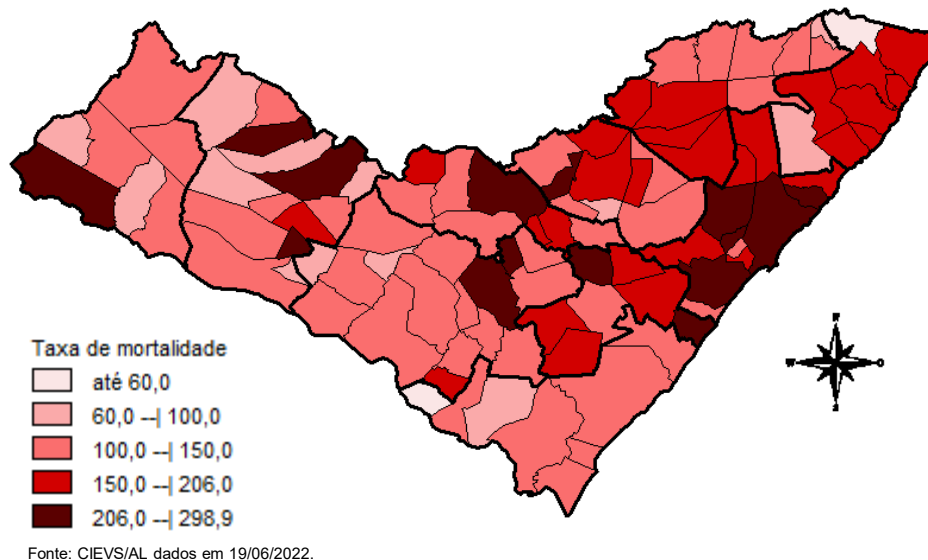 Taxa de mortalidade
até 60,0
60,0 --| 100,0
100,0 --| 150,0
150,0 --| 206,0
206,0 --| 298,9
Fonte: CIEVS/AL dados em 19/06/2022.